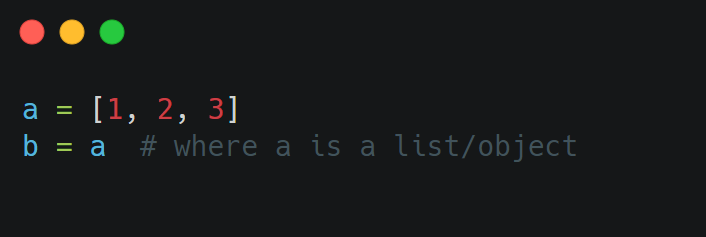 a = [1, 2, 3]
b = a  # where a is a list/object